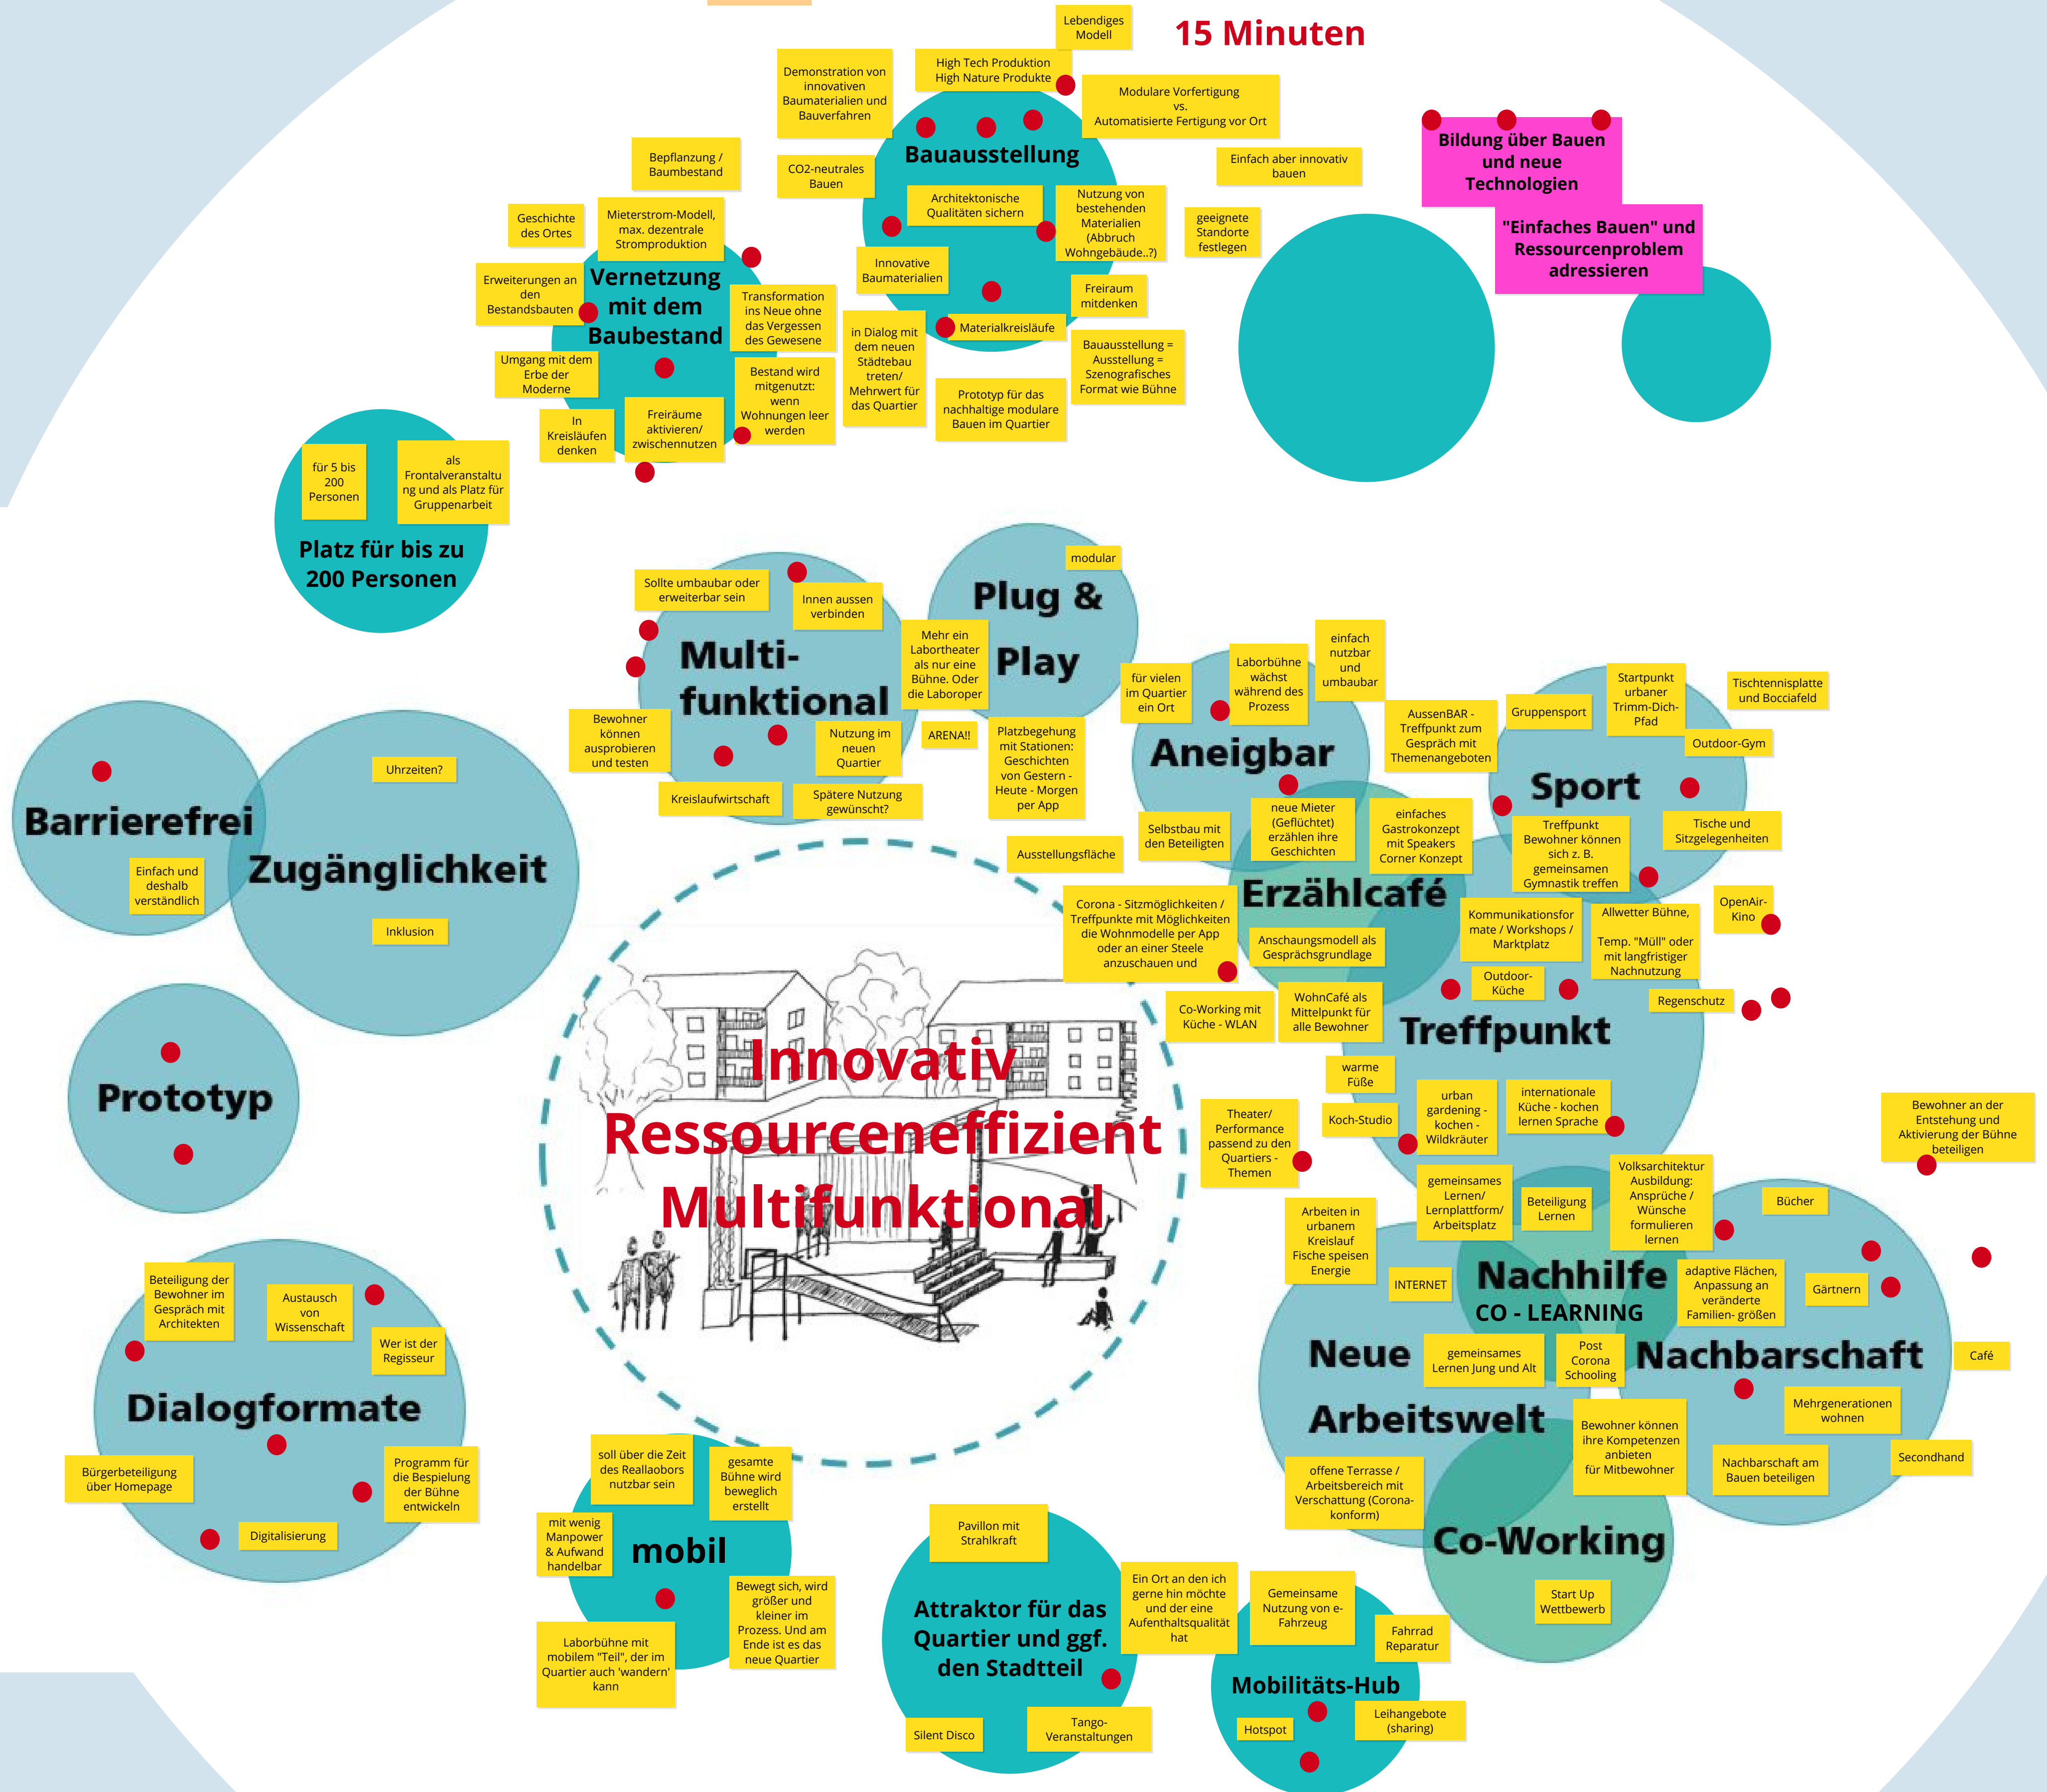 15 Minuten
Lebendiges
Modell
Demonstration von
innovativen
Baumaterialien und
Bauverfahren
High Tech Produktion
High Nature Produkte
Modulare Vorfertigung
vs.
Automatisierte Fertigung vor Ort
Bauausstellung
Einfach aber innovativ
bauen
CO2-neutrales
Bauen
Architektonische
Qualitäten sichern
Nutzung von
bestehenden
Materialien
(Abbruch
Wohngebäude..?)
geeignete
Standorte
festlegen
Innovative
Baumaterialien
Freiraum
mitdenken
Materialkreisläufe
in Dialog mit
dem neuen
Städtebau
treten/
Mehrwert für
das Quartier
Bauausstellung =
Ausstellung =
Szenografisches
Format wie Bühne
Prototyp für das
nachhaltige modulare
Bauen im Quartier
Bildung über Bauen
und neue
Technologien
"Einfaches Bauen" und
Ressourcenproblem
adressieren
Bepflanzung /
Baumbestand
Geschichte
des Ortes
Mieterstrom-Modell,
max. dezentrale
Stromproduktion
Erweiterungen an
den
Bestandsbauten
Vernetzung
mit dem
Baubestand
Transformation
ins Neue ohne
das Vergessen
des Gewesene
Umgang mit dem
Erbe der
Moderne
Bestand wird
mitgenutzt:
wenn
Wohnungen leer
werden
In
Kreisläufen
denken
Freiräume
aktivieren/
zwischennutzen
für 5 bis
200
Personen
als
Frontalveranstaltu
ng und als Platz für
Gruppenarbeit
Platz für bis zu
200 Personen
Sollte umbaubar oder
erweiterbar sein
Innen aussen
verbinden
Multi-
funktional
Bewohner
können
ausprobieren
und testen
Nutzung im
neuen
Quartier
Kreislaufwirtschaft
Spätere Nutzung
gewünscht?
modular
Plug &
Play
Mehr ein
Labortheater
als nur eine
Bühne. Oder
die Laboroper
ARENA!!
Platzbegehung
mit Stationen:
Geschichten
von Gestern -
Heute - Morgen
per App
für vielen
im Quartier
ein Ort
Laborbühne
wächst
während des
Prozess
einfach
nutzbar
und
umbaubar
Aneigbar
Selbstbau mit
den Beteiligten
neue Mieter
(Geflüchtet)
erzählen ihre
Geschichten
einfaches
Gastrokonzept
mit Speakers
Corner Konzept
AussenBAR -
Treffpunkt zum
Gespräch mit
Themenangeboten
Gruppensport
Startpunkt
urbaner
Trimm-Dich-
Pfad
Tischtennisplatte
und Bocciafeld
Outdoor-Gym
Sport
Treffpunkt
Bewohner können
sich z. B.
gemeinsamen
Gymnastik treffen
Tische und
Sitzgelegenheiten
Barrierefrei
Einfach und
deshalb
verständlich
Uhrzeiten?
Zugänglichkeit
Inklusion
Ausstellungsfläche
Erzählcafé
Corona - Sitzmöglichkeiten /
Treffpunkte mit Möglichkeiten
die Wohnmodelle per App
oder an einer Steele
anzuschauen und
Anschaungsmodell als
Gesprächsgrundlage
Kommunikationsfor
mate / Workshops /
Marktplatz
Allwetter Bühne,
Temp. "Müll" oder
mit langfristiger
Nachnutzung
OpenAir-
Kino
Outdoor-
Küche
Regenschutz
Co-Working mit
Küche - WLAN
WohnCafé als
Mittelpunkt für
alle Bewohner
Treffpunkt
warme
Füße
Koch-Studio
urban
gardening -
kochen -
Wildkräuter
internationale
Küche - kochen
lernen Sprache
Theater/
Performance
passend zu den
Quartiers -
Themen
Innovativ
Ressourceneffizient
Multifunktional
Prototyp
Bewohner an der
Entstehung und
Aktivierung der Bühne
beteiligen
Arbeiten in
urbanem
Kreislauf
Fische speisen
Energie
gemeinsames
Lernen/
Lernplattform/
Arbeitsplatz
Beteiligung
Lernen
Volksarchitektur
Ausbildung:
Ansprüche /
Wünsche
formulieren
lernen
Bücher
INTERNET
Nachhilfe
CO - LEARNING
adaptive Flächen,
Anpassung an
veränderte
Familien- größen
Gärtnern
Neue
Arbeitswelt
gemeinsames
Lernen Jung und Alt
Post
Corona
Schooling
Nachbarschaft
Café
Mehrgenerationen
wohnen
Bewohner können
ihre Kompetenzen
anbieten
für Mitbewohner
Nachbarschaft am
Bauen beteiligen
Secondhand
offene Terrasse /
Arbeitsbereich mit
Verschattung (Corona-
konform)
Co-Working
Start Up
Wettbewerb
Beteiligung der
Bewohner im
Gespräch mit
Architekten
Austausch
von
Wissenschaft
Wer ist der
Regisseur
Dialogformate
Bürgerbeteiligung
über Homepage
Programm für
die Bespielung
der Bühne
entwickeln
Digitalisierung
soll über die Zeit
des Reallaobors
nutzbar sein
gesamte
Bühne wird
beweglich
erstellt
mit wenig
Manpower
& Aufwand
handelbar
mobil
Bewegt sich, wird
größer und
kleiner im
Prozess. Und am
Ende ist es das
neue Quartier
Laborbühne mit
mobilem "Teil", der im
Quartier auch 'wandern'
kann
Pavillon mit
Strahlkraft
Attraktor für das
Quartier und ggf.
den Stadtteil
Ein Ort an den ich
gerne hin möchte
und der eine
Aufenthaltsqualität
hat
Silent Disco
Tango-
Veranstaltungen
Gemeinsame
Nutzung von e-
Fahrzeug
Fahrrad
Reparatur
Mobilitäts-Hub
Hotspot
Leihangebote
(sharing)